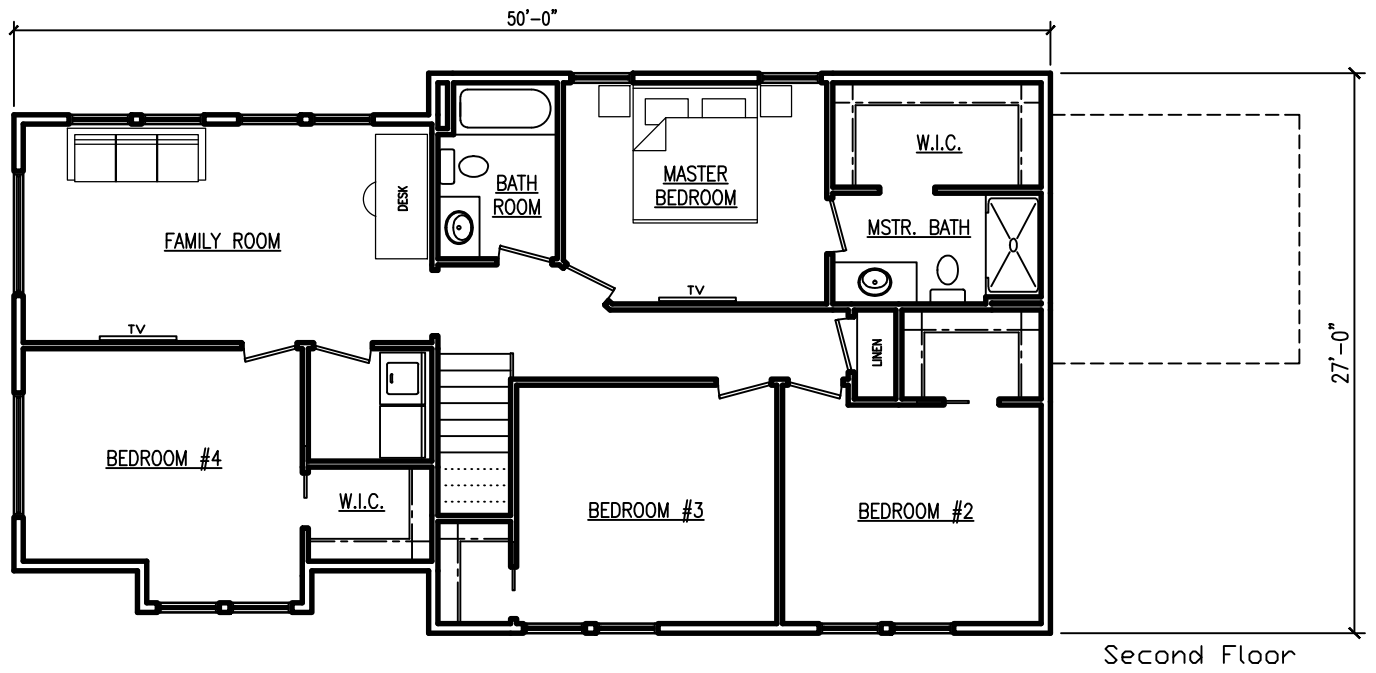 50'-0"
W.I.C.
MASTER
BEDROOM
BATH
ROOM
DESK
MSTR. BATH
FAMILY ROOM
TV
TV
27'-0"
LINEN
BEDROOM #4
W.I.C.
BEDROOM #3
BEDROOM #2
Second Floor